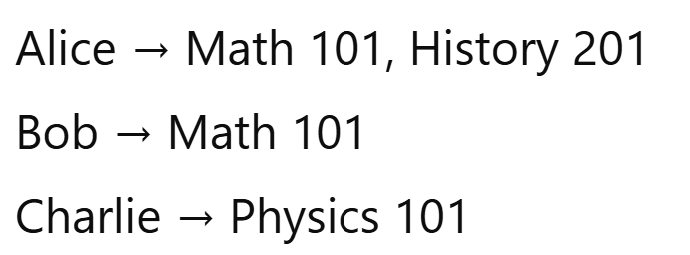 Alice → Math 101, History 201
Bob → Math 101
Charlie → Physics 101